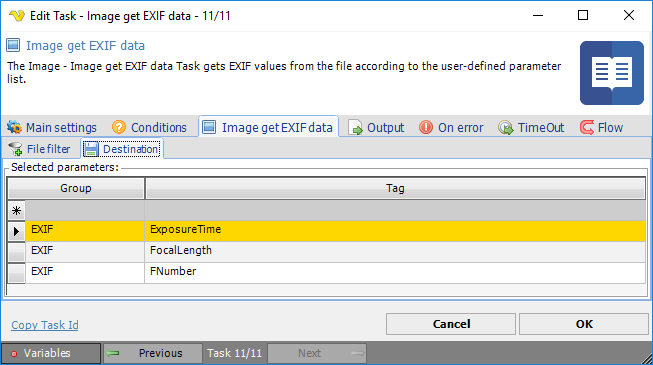 Edit Task - Image get EXIF data - 11/11
Image get EXIF data
The Image - Image get EXIF data Task gets EXIF values from the file according to the user-defined parameter
list.
Main settings Conditions Image get EXIF data Output On error TimeOut Flow
File filter Destination
Selected parameters:
Group Tag
EXIF ExposureTime
EXIF FocalLength
EXIF FNumber
Copy Task Id Cancel OK
Variables Previous Task 11/11 Next